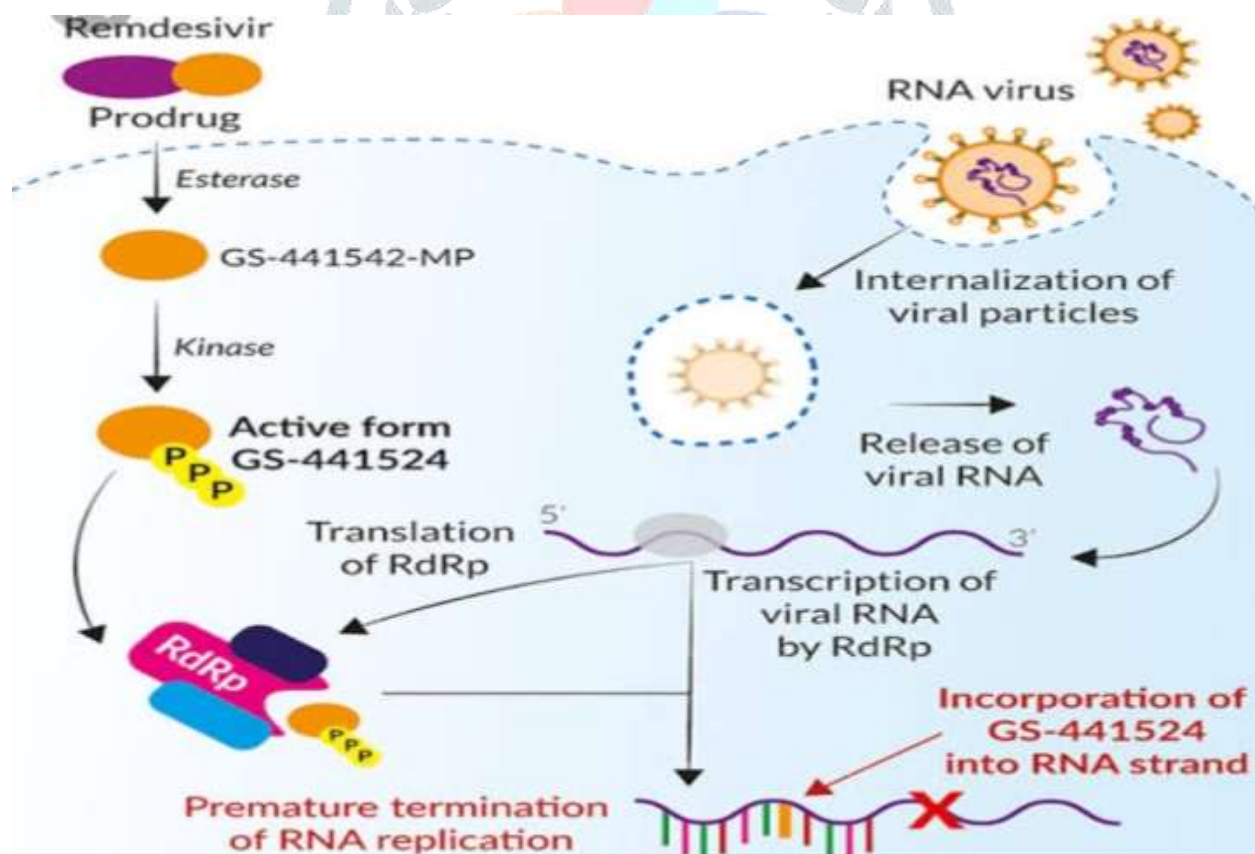 Remdesivir
Prodrug
Esterase
GS-441542-MP
Kinase
Active form
GS-441524
P
P
P
RNA virus
Internalization of
viral particles
Release of
viral RNA
5'
3'
Translation
of RdRp
Transcription of
viral RNA
by RdRp
RdRp
P
P
P
Incorporation of
GS-441524
into RNA strand
Premature termination
of RNA replication